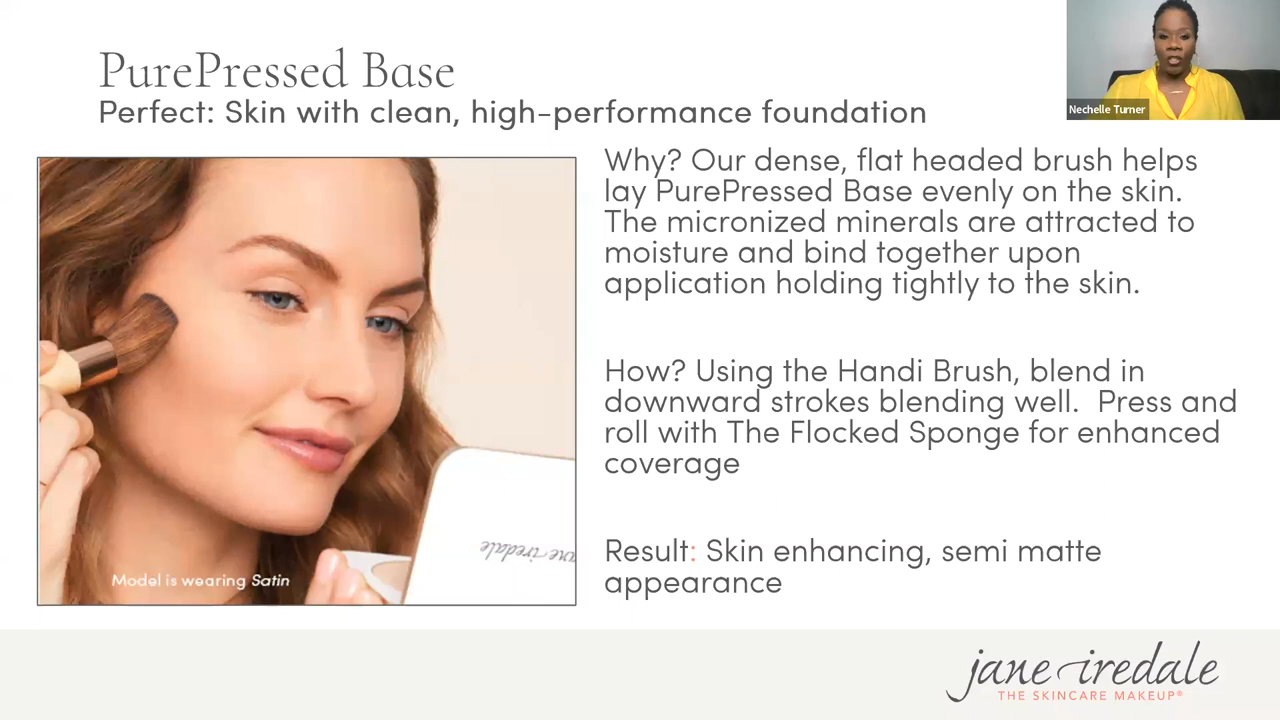 PurePressed Base
Perfect: Skin with clean, high-performance foundation
Nechelle Turner
Why? Our dense, flat headed brush helps
lay PurePressed Base evenly on the skin.
The micronized minerals are attracted to
moisture and bind together upon
application holding tightly to the skin.
How? Using the Handi Brush, blend in
downward strokes blending well.  Press and
roll with The Flocked Sponge for enhanced
coverage
Result: Skin enhancing, semi matte
appearance
iredale
Model is wearing Satin
jane iredale
THE SKINCARE MAKEUP®